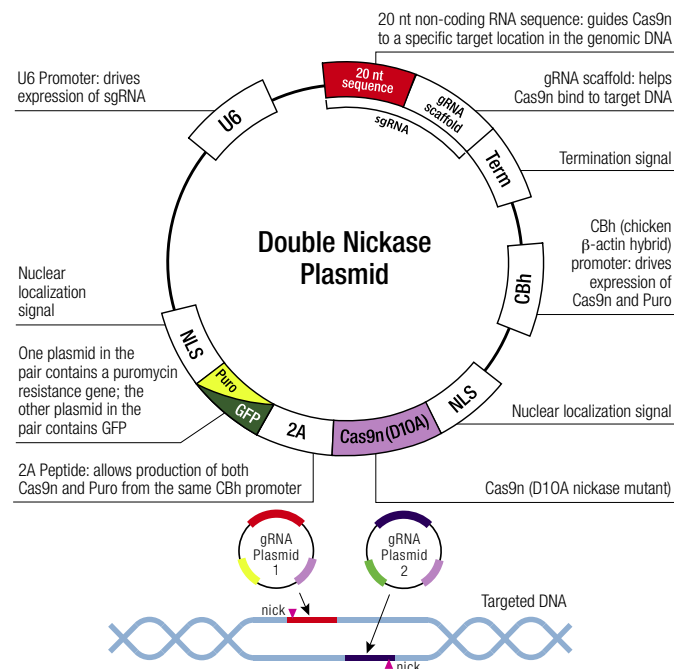 20 nt non-coding RNA sequence: guides Cas9n
to a specific target location in the genomic DNA
U6 Promoter: drives
expression of sgRNA
gRNA scaffold: helps
Cas9n bind to target DNA
20 nt
sequence
gRNA
scaffold
sgRNA
U6
Term
Termination signal
Double Nickase
Plasmid
CBh (chicken
β-actin hybrid)
promoter: drives
expression of
Cas9n and Puro
CBh
Nuclear
localization
signal
NLS
One plasmid in the
pair contains a puromycin
resistance gene; the
other plasmid in the
pair contains GFP
Puro
GFP
2A
Cas9n (D10A)
NLS
Nuclear localization signal
2A Peptide: allows production of both
Cas9n and Puro from the same CBh promoter
Cas9n (D10A nickase mutant)
gRNA
Plasmid
1
gRNA
Plasmid
2
Targeted DNA
nick
nick